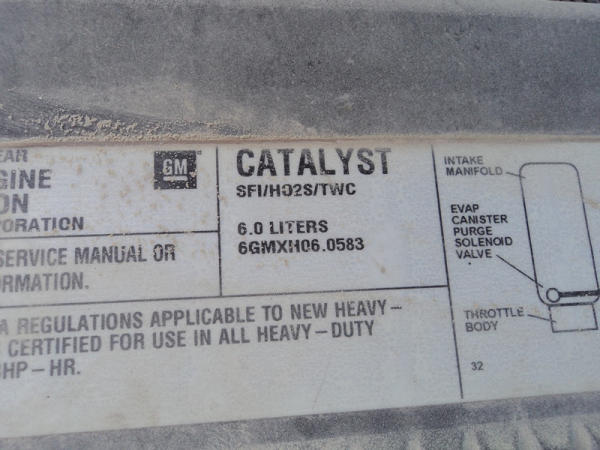 EAR
GINE
ON
PORATION
GM
CATALYST
SFI/HO2S/TWC
6.0 LITERS
6GMXH06.0583
SERVICE MANUAL OR
ORMATION.
A REGULATIONS APPLICABLE TO NEW HEAVY-
CERTIFIED FOR USE IN ALL HEAVY-DUTY
BHP-HR.
INTAKE
MANIFOLD
EVAP
CANISTER
PURGE
SOLENOID
VALVE
THROTTLE
BODY
32